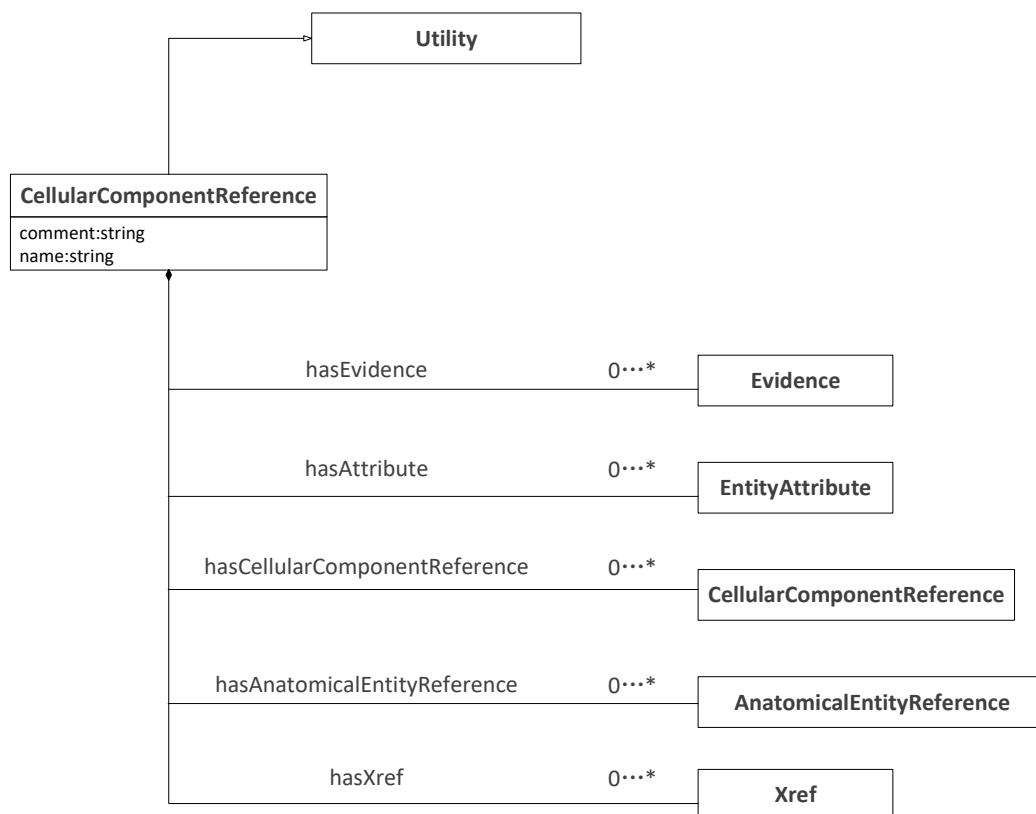 Utility
CellularComponentReference
comment:string
name:string
hasEvidence 0···* Evidence
hasAttribute 0···* EntityAttribute
hasCellularComponentReference 0···* CellularComponentReference
hasAnatomicalEntityReference 0···* AnatomicalEntityReference
hasXref 0···* Xref